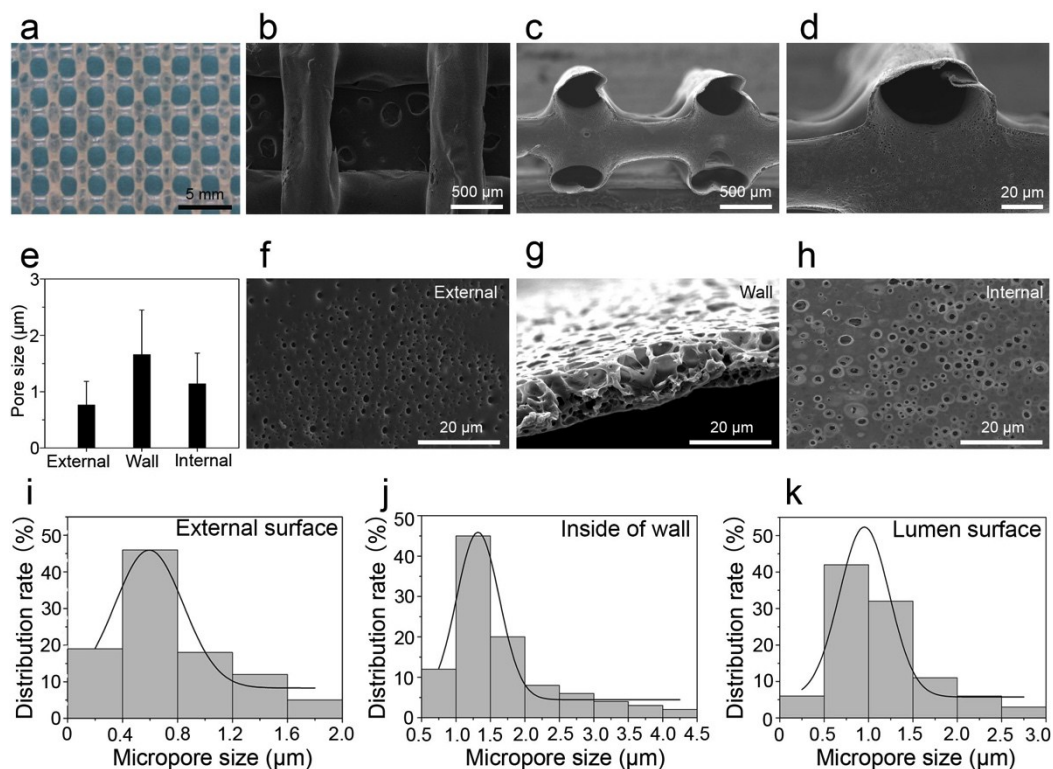 a
b
c
d
5 mm
500 µm
500 µm
20 µm
e
f
g
h
3
2
1
0
Pore size (µm)
External Wall Internal
External
20 µm
Wall
20 µm
Internal
20 µm
i
j
k
External surface
50
40
30
20
10
0
Distribution rate (%)
0 0.4 0.8 1.2 1.6 2.0
Micropore size (µm)
Inside of wall
50
40
30
20
10
0
Distribution rate (%)
0.5 1.0 1.5 2.0 2.5 3.0 3.5 4.0 4.5
Micropore size (µm)
Lumen surface
50
40
30
20
10
0
Distribution rate (%)
0 0.5 1.0 1.5 2.0 2.5 3.0
Micropore size (µm)